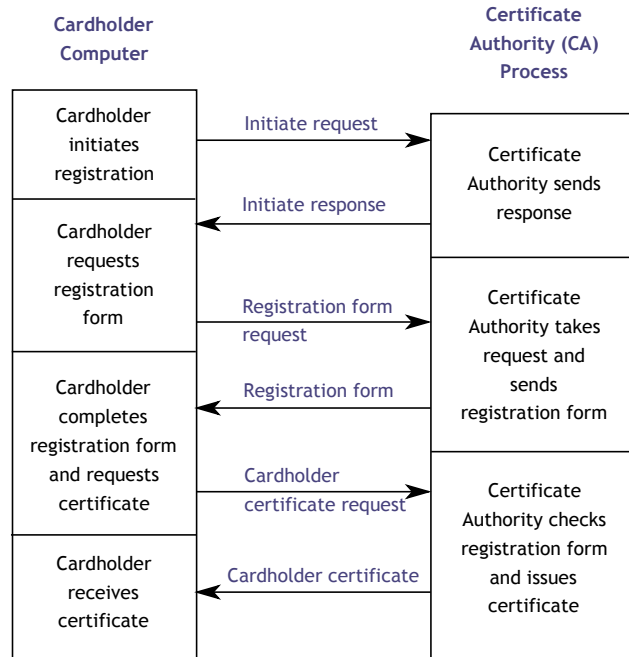 Cardholder
Computer
Certificate
Authority (CA)
Process
Cardholder
initiates
registration
Initiate request
Certificate
Authority sends
response
Initiate response
Cardholder
requests
registration
form
Registration form
request
Certificate
Authority takes
request and
sends
registration form
Registration form
Cardholder
completes
registration form
and requests
certificate
Cardholder
certificate request
Certificate
Authority checks
registration form
and issues
certificate
Cardholder certificate
Cardholder
receives
certificate